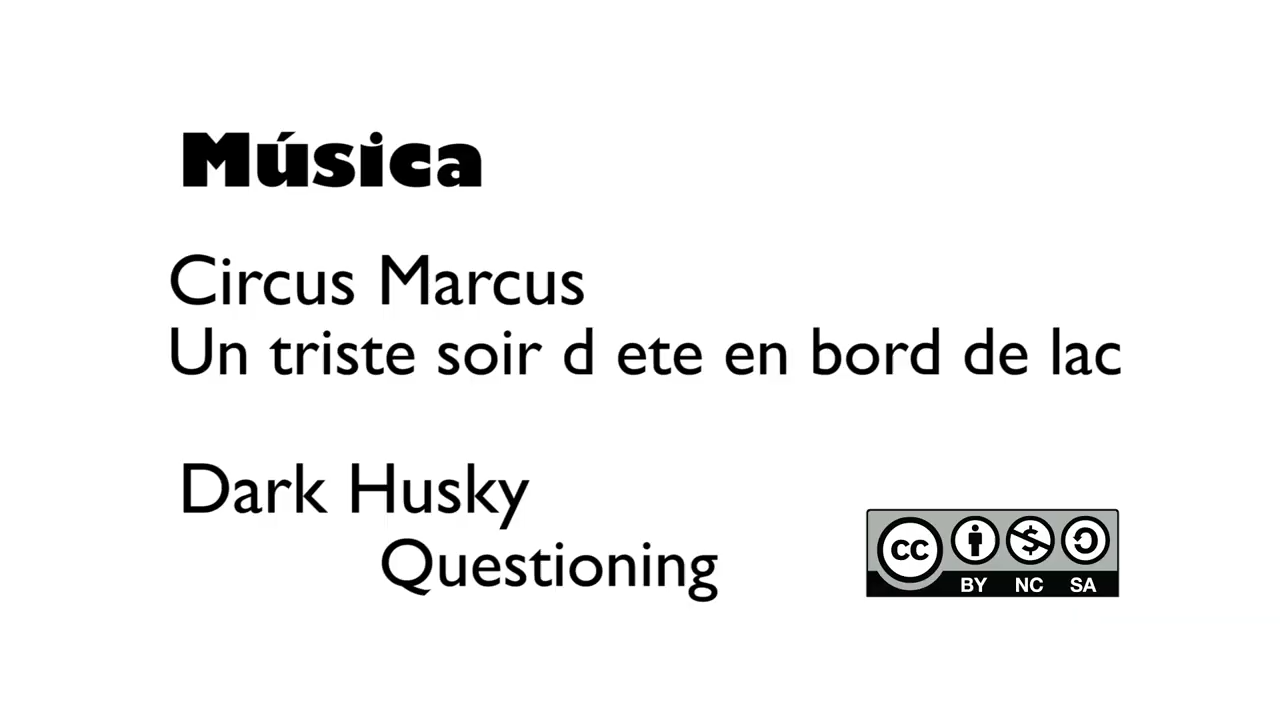 Música
Circus Marcus
Un triste soir d ete en bord de lac
Dark Husky
Questioning
cc
BY NC SA